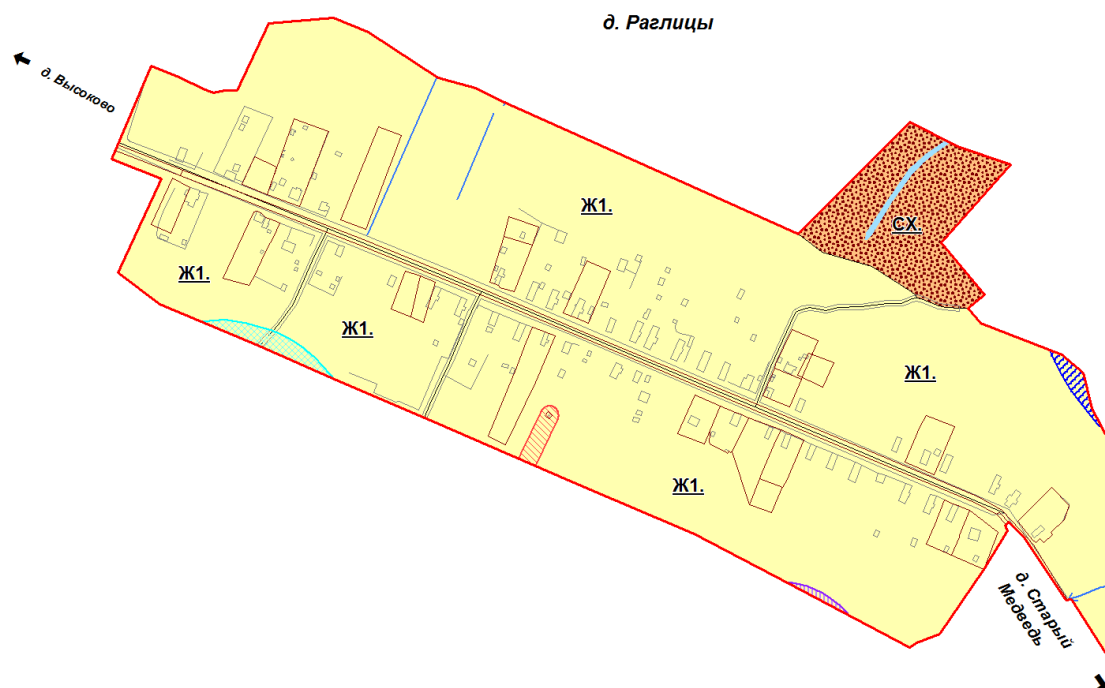 д. Раглицы
д. Высоково
Ж1.
СХ.
Ж1.
Ж1.
Ж1.
Ж1.
д. Старый
Медведь